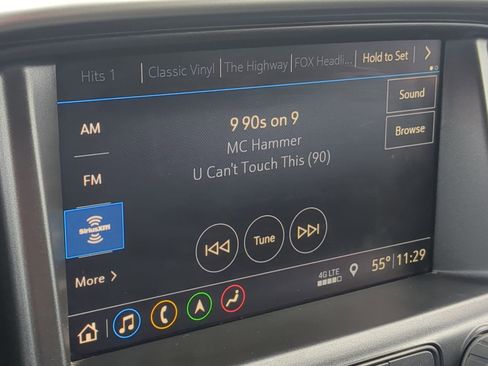 Hits 1 Classic Vinyl The Highway FOX Headli... Hold to Set
Sound
AM
9 90s on 9
Browse
MC Hammer
U Can't Touch This (90)
FM
SiriusXM
Tune
More
4G LTE
55° 11:29